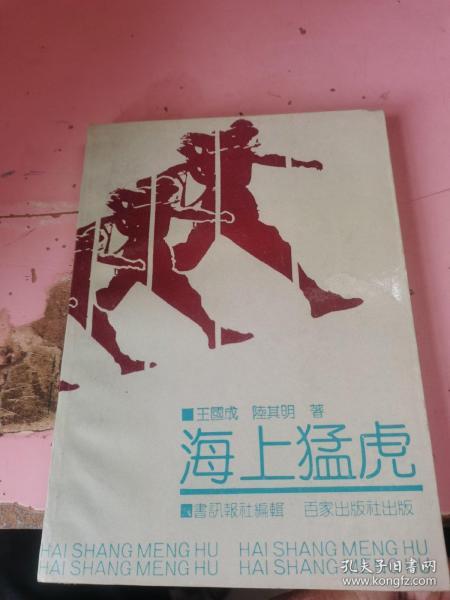 ■王國成 陸其明 著
海上猛虎
書訊報社編輯 百家出版社出版
HAI SHANG MENG HU HAI SHANG MENG HU
HAI SHANG MENG HU HAI SHANG
孔夫子旧书网
www.kongfz.com